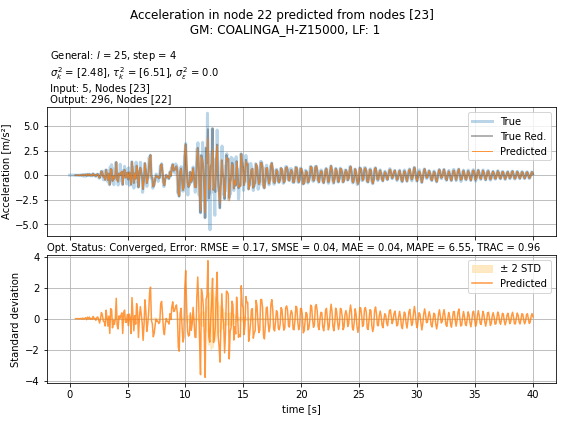 Acceleration in node 22 predicted from nodes [23]
GM: COALINGA_H-Z15000, LF: 1
General: l = 25, step = 4
σ²ₖ = [2.48], τ²ₖ = [6.51], σ²ε = 0.0
Input: 5, Nodes [23]
Output: 296, Nodes [22]
Acceleration [m/s²]
5.0
2.5
0.0
−2.5
−5.0
True
True Red.
Predicted
Opt. Status: Converged, Error: RMSE = 0.17, SMSE = 0.04, MAE = 0.04, MAPE = 6.55, TRAC = 0.96
Standard deviation
4
2
0
−2
−4
± 2 STD
Predicted
0 5 10 15 20 25 30 35 40
time [s]